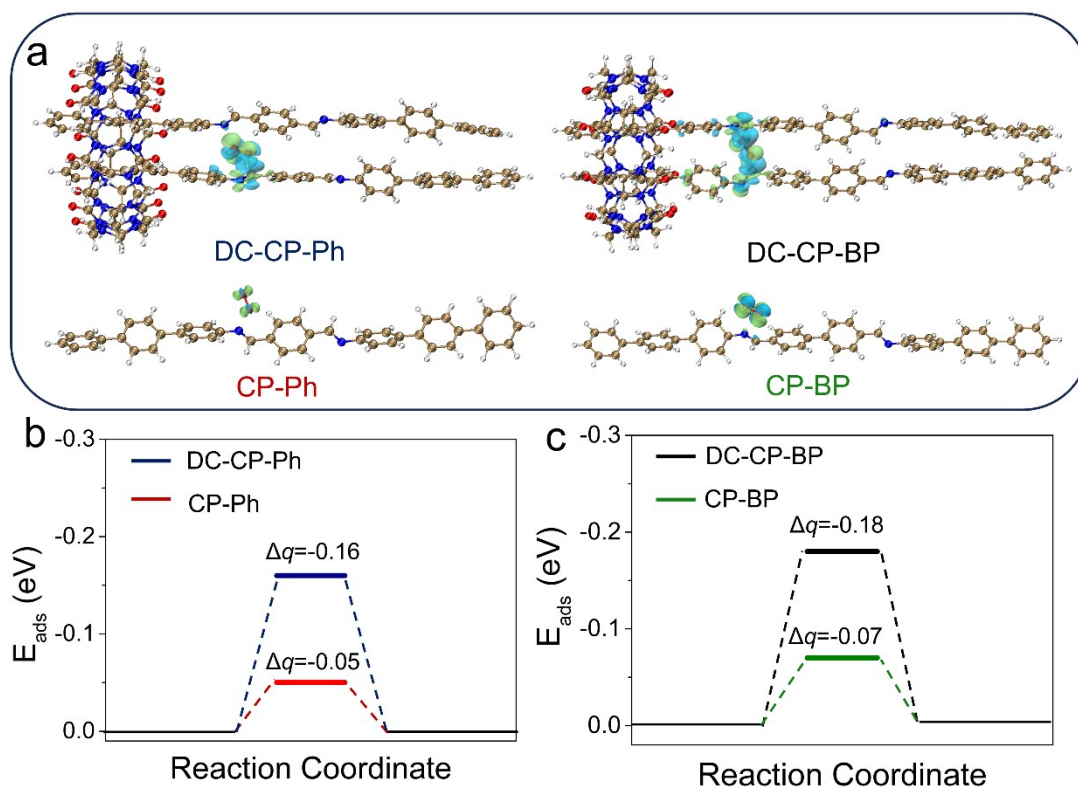 a
DC-CP-Ph
DC-CP-BP
CP-Ph
CP-BP
b
-0.3
-0.2
-0.1
0.0
E_ads (eV)
DC-CP-Ph
CP-Ph
Δq=-0.16
Δq=-0.05
Reaction Coordinate
c
-0.3
-0.2
-0.1
0.0
E_ads (eV)
DC-CP-BP
CP-BP
Δq=-0.18
Δq=-0.07
Reaction Coordinate